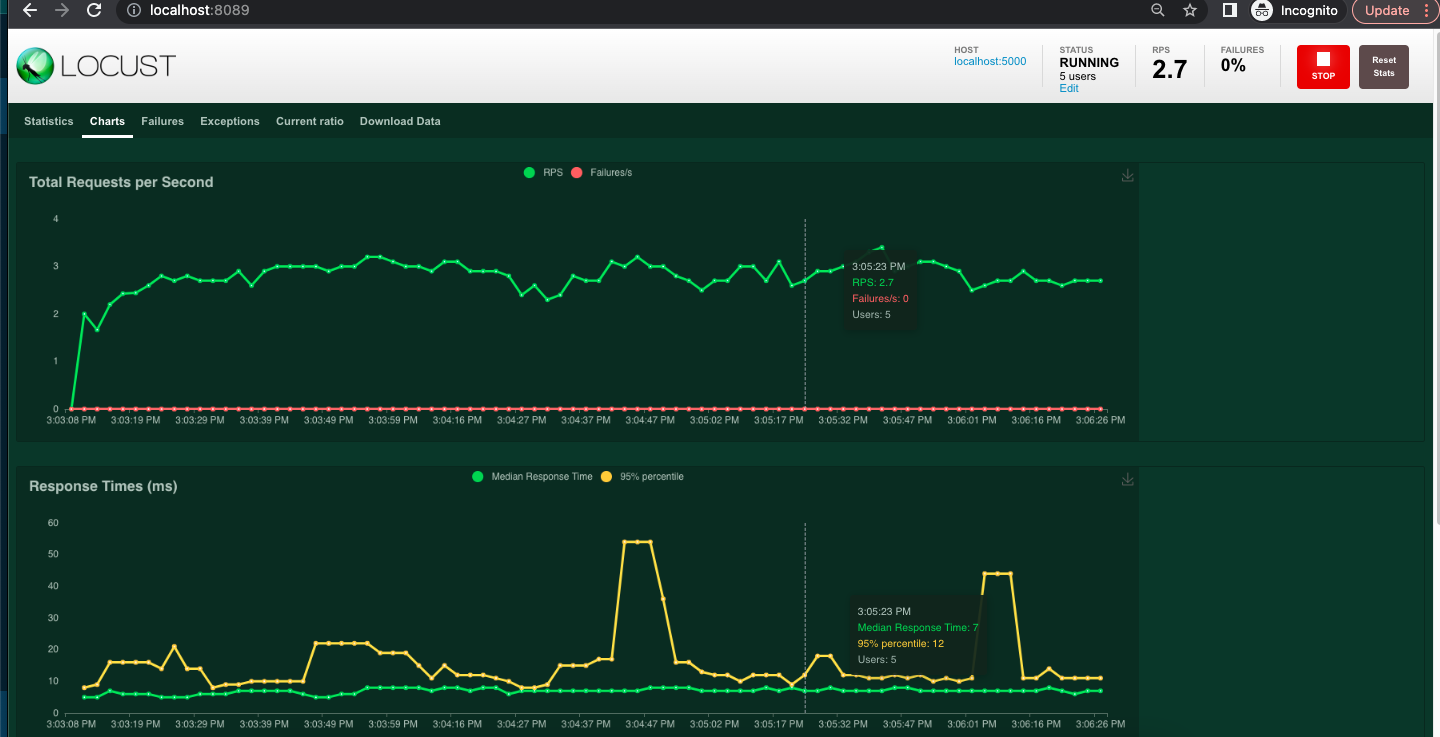 localhost:8089
Incognito
Update
LOCUST
HOST
localhost:5000
STATUS
RUNNING
5 users
Edit
RPS
2.7
FAILURES
0%
STOP
Reset
Stats
Statistics Charts Failures Exceptions Current ratio Download Data
Total Requests per Second
RPS Failures/s
4
3
2
1
0
3:05:23 PM
RPS: 2.7
Failures/s: 0
Users: 5
3:03:08 PM 3:03:19 PM 3:03:29 PM 3:03:39 PM 3:03:49 PM 3:03:59 PM 3:04:16 PM 3:04:27 PM 3:04:37 PM 3:04:47 PM 3:05:02 PM 3:05:17 PM 3:05:32 PM 3:05:47 PM 3:06:01 PM 3:06:16 PM 3:06:26 PM
Response Times (ms)
Median Response Time 95% percentile
60
50
40
30
20
10
0
3:05:23 PM
Median Response Time: 7
95% percentile: 12
Users: 5
3:03:08 PM 3:03:19 PM 3:03:29 PM 3:03:39 PM 3:03:49 PM 3:03:59 PM 3:04:16 PM 3:04:27 PM 3:04:37 PM 3:04:47 PM 3:05:02 PM 3:05:17 PM 3:05:32 PM 3:05:47 PM 3:06:01 PM 3:06:16 PM 3:06:26 PM